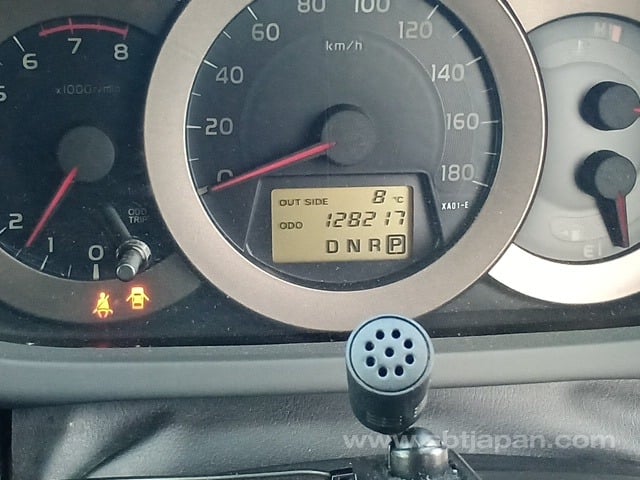 5 6 7 8
x1000r/min
2 1 0
ODO
TRIP
0 20 40 60 80 100 120 140 160 180
km/h
OUT SIDE 8 °C
ODO 128217
D N R P
XA01-E
H
F
E
www.sbtjapan.com